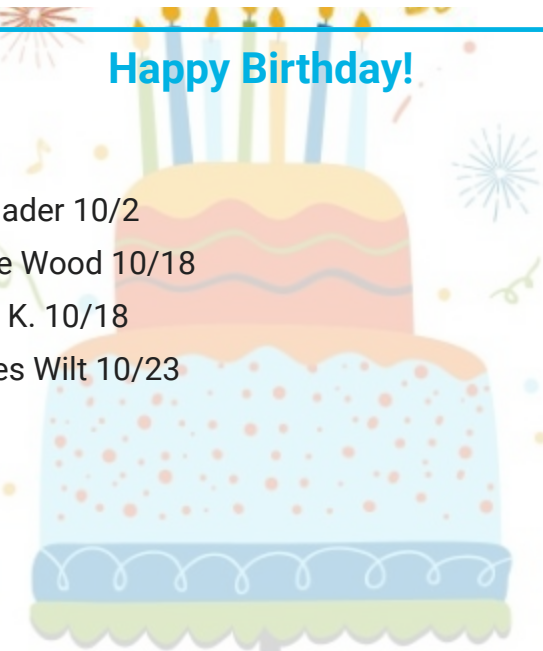 Happy Birthday!
ader 10/2
e Wood 10/18
K. 10/18
es Wilt 10/23